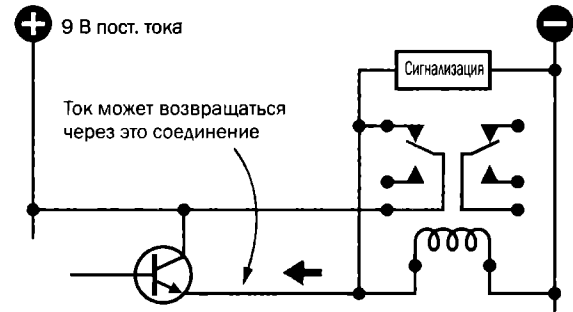 9 В пост. тока
Сигнализация
Ток может возвращаться
через это соединение